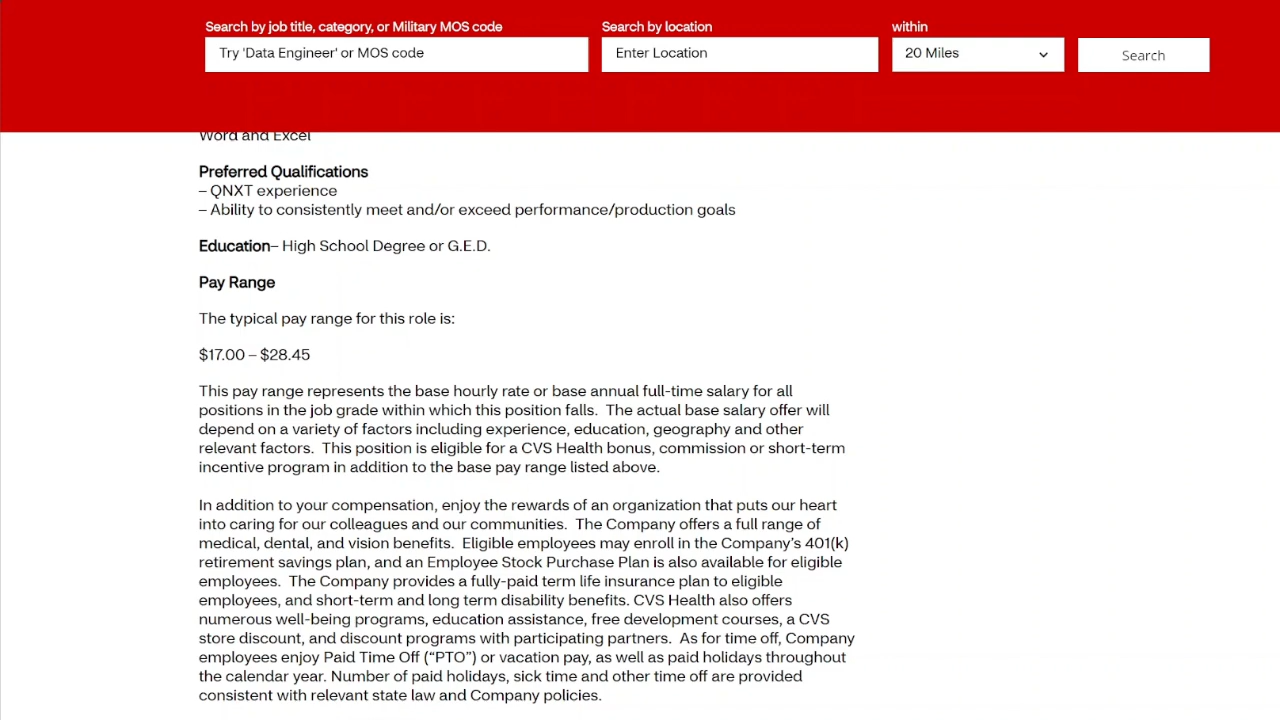 Search by job title, category, or Military MOS code
Search by location
within
Try 'Data Engineer' or MOS code
Enter Location
20 Miles
Search
Word and Excel
Preferred Qualifications
– QNXT experience
– Ability to consistently meet and/or exceed performance/production goals
Education– High School Degree or G.E.D.
Pay Range
The typical pay range for this role is:
$17.00 – $28.45
This pay range represents the base hourly rate or base annual full-time salary for all
positions in the job grade within which this position falls.  The actual base salary offer will
depend on a variety of factors including experience, education, geography and other
relevant factors.  This position is eligible for a CVS Health bonus, commission or short-term
incentive program in addition to the base pay range listed above.
In addition to your compensation, enjoy the rewards of an organization that puts our heart
into caring for our colleagues and our communities.  The Company offers a full range of
medical, dental, and vision benefits.  Eligible employees may enroll in the Company’s 401(k)
retirement savings plan, and an Employee Stock Purchase Plan is also available for eligible
employees.  The Company provides a fully-paid term life insurance plan to eligible
employees, and short-term and long term disability benefits. CVS Health also offers
numerous well-being programs, education assistance, free development courses, a CVS
store discount, and discount programs with participating partners.  As for time off, Company
employees enjoy Paid Time Off (“PTO”) or vacation pay, as well as paid holidays throughout
the calendar year. Number of paid holidays, sick time and other time off are provided
consistent with relevant state law and Company policies.